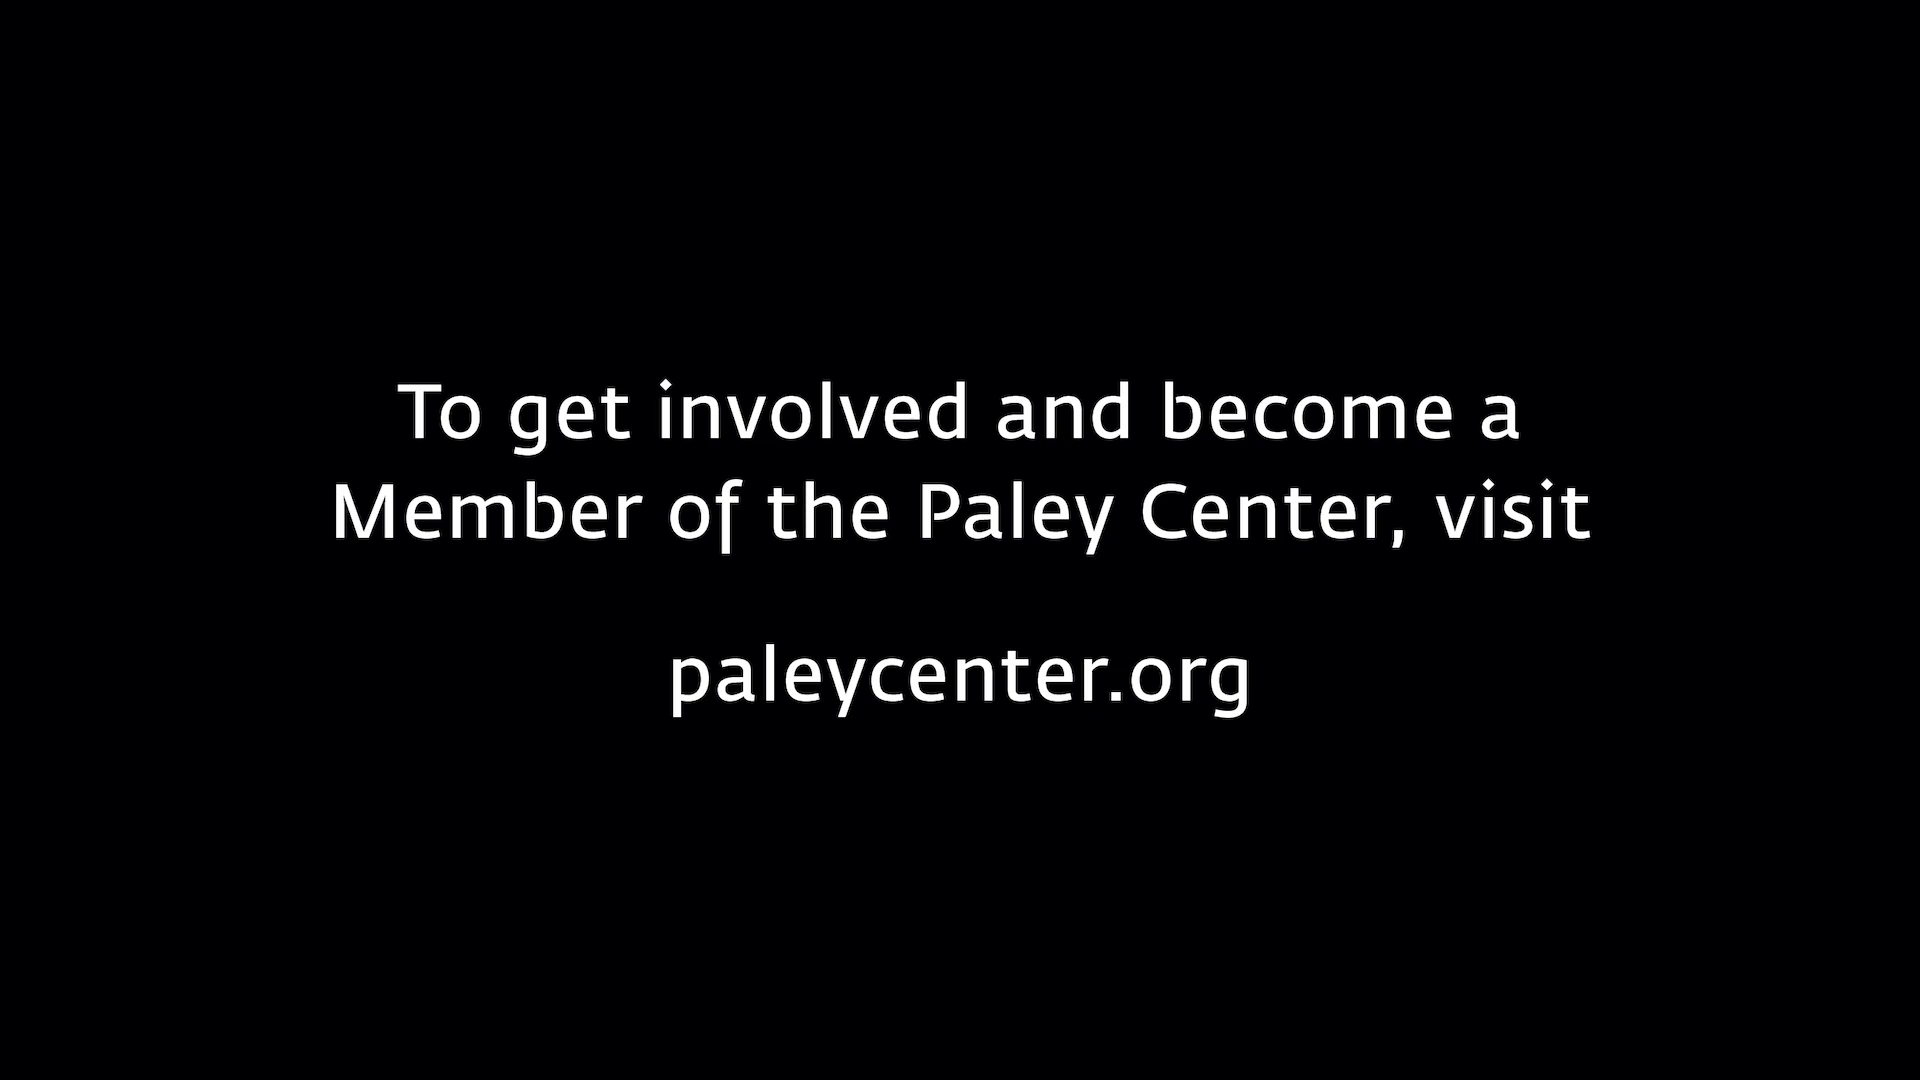 To get involved and become a
Member of the Paley Center, visit
paleycenter.org